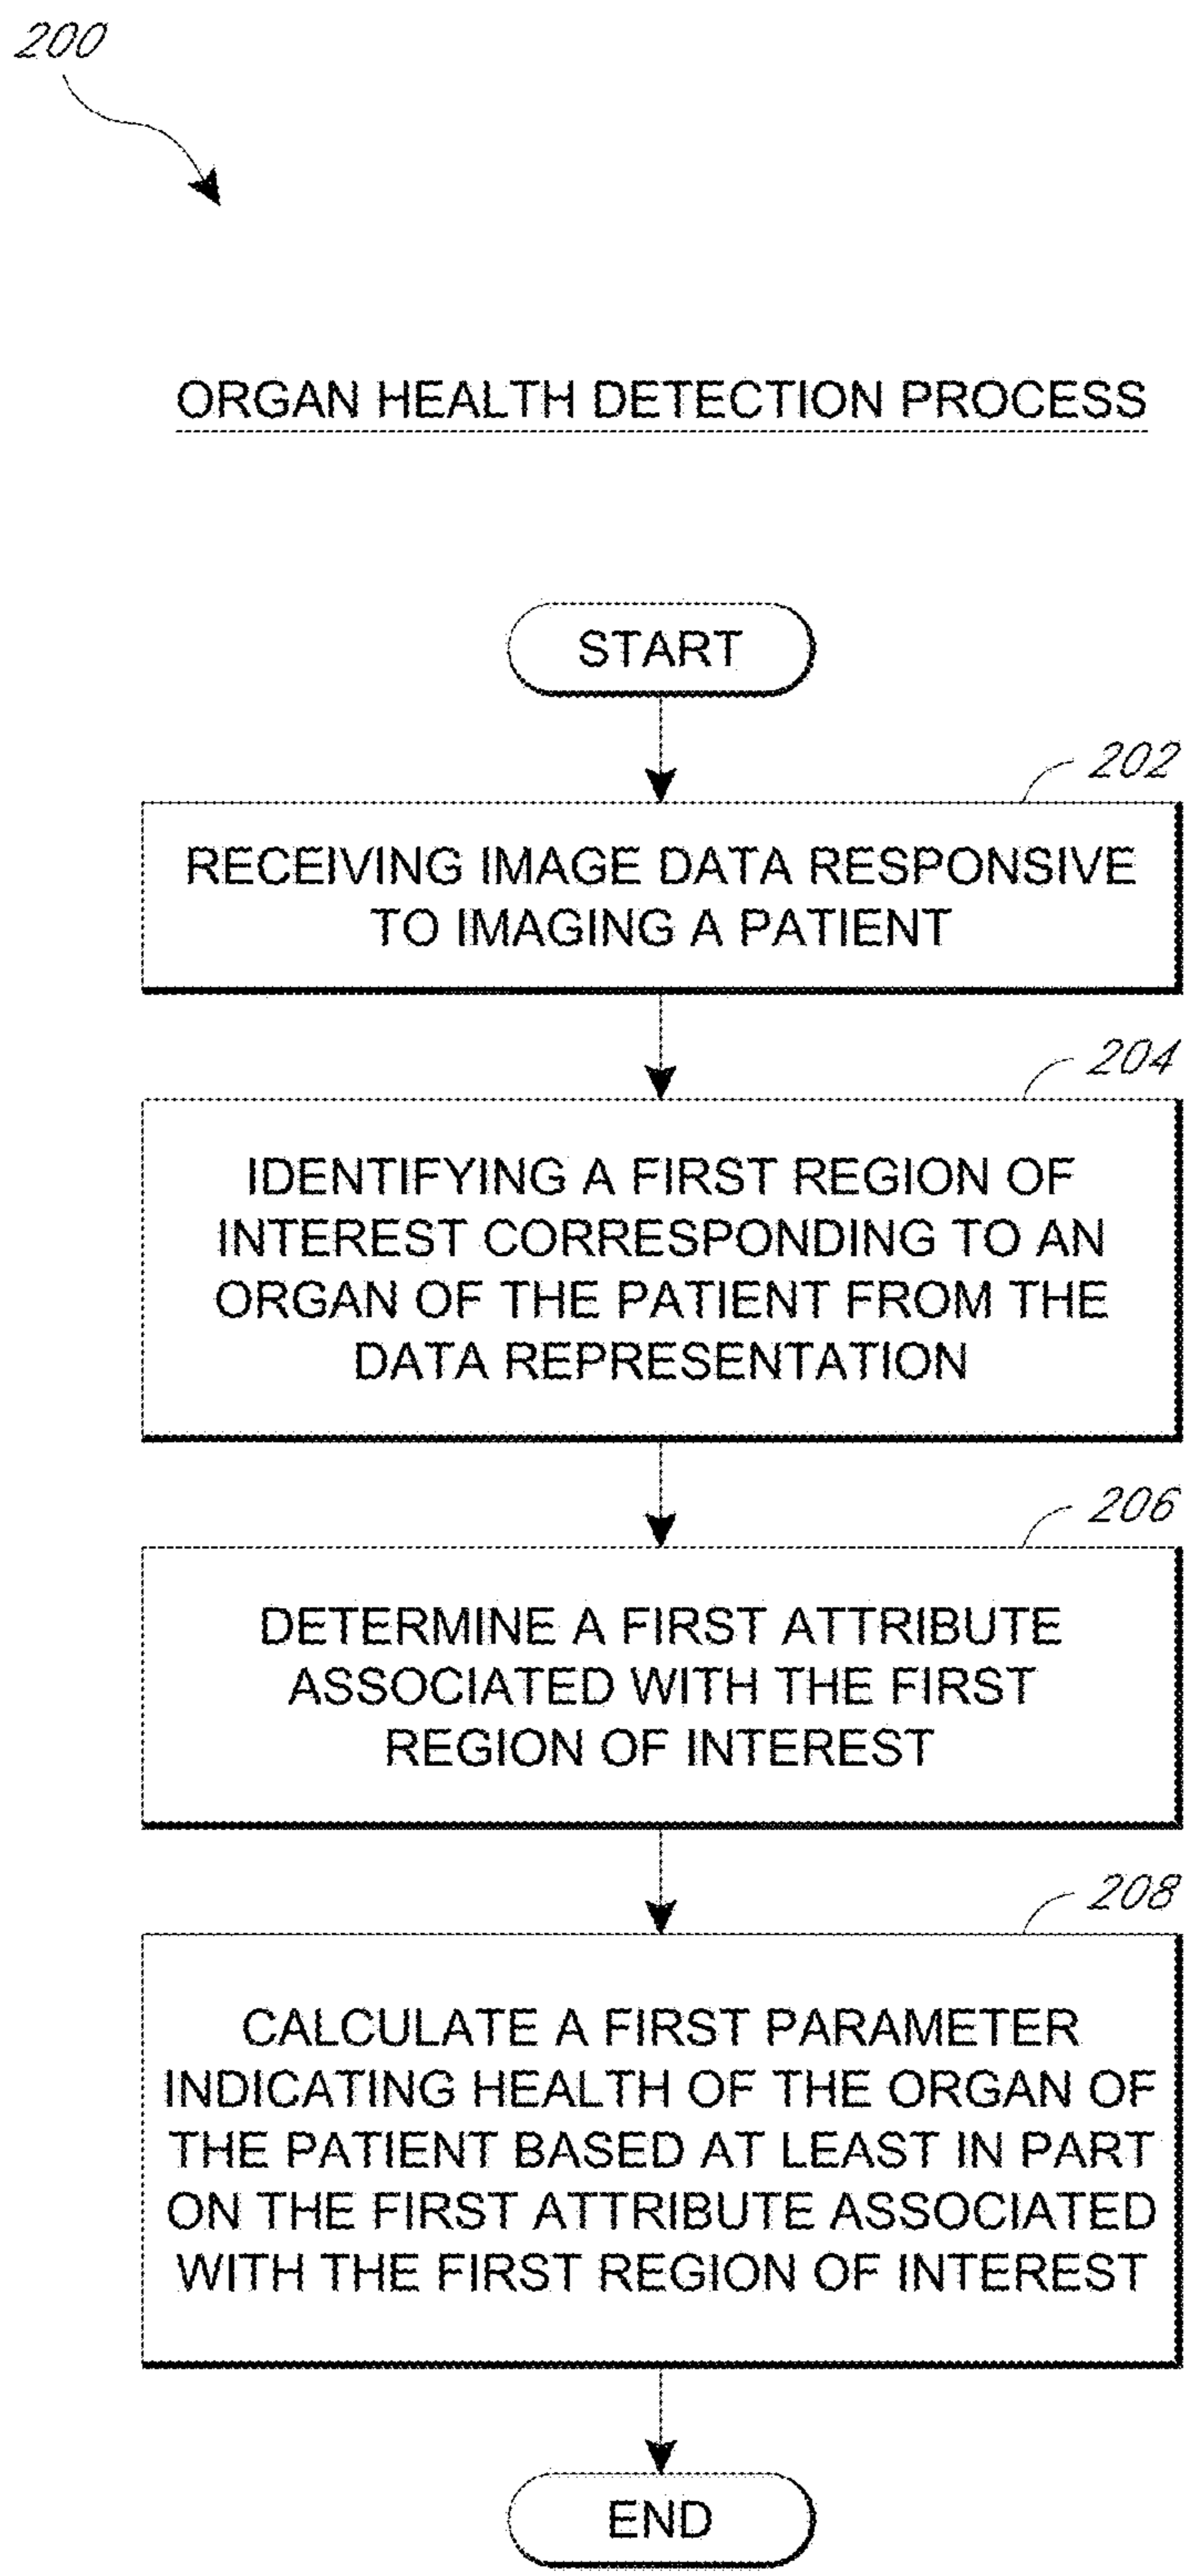 200
ORGAN HEALTH DETECTION PROCESS
START
202
RECEIVING IMAGE DATA RESPONSIVE
TO IMAGING A PATIENT
204
IDENTIFYING A FIRST REGION OF
INTEREST CORRESPONDING TO AN
ORGAN OF THE PATIENT FROM THE
DATA REPRESENTATION
206
DETERMINE A FIRST ATTRIBUTE
ASSOCIATED WITH THE FIRST
REGION OF INTEREST
208
CALCULATE A FIRST PARAMETER
INDICATING HEALTH OF THE ORGAN OF
THE PATIENT BASED AT LEAST IN PART
ON THE FIRST ATTRIBUTE ASSOCIATED
WITH THE FIRST REGION OF INTEREST
END